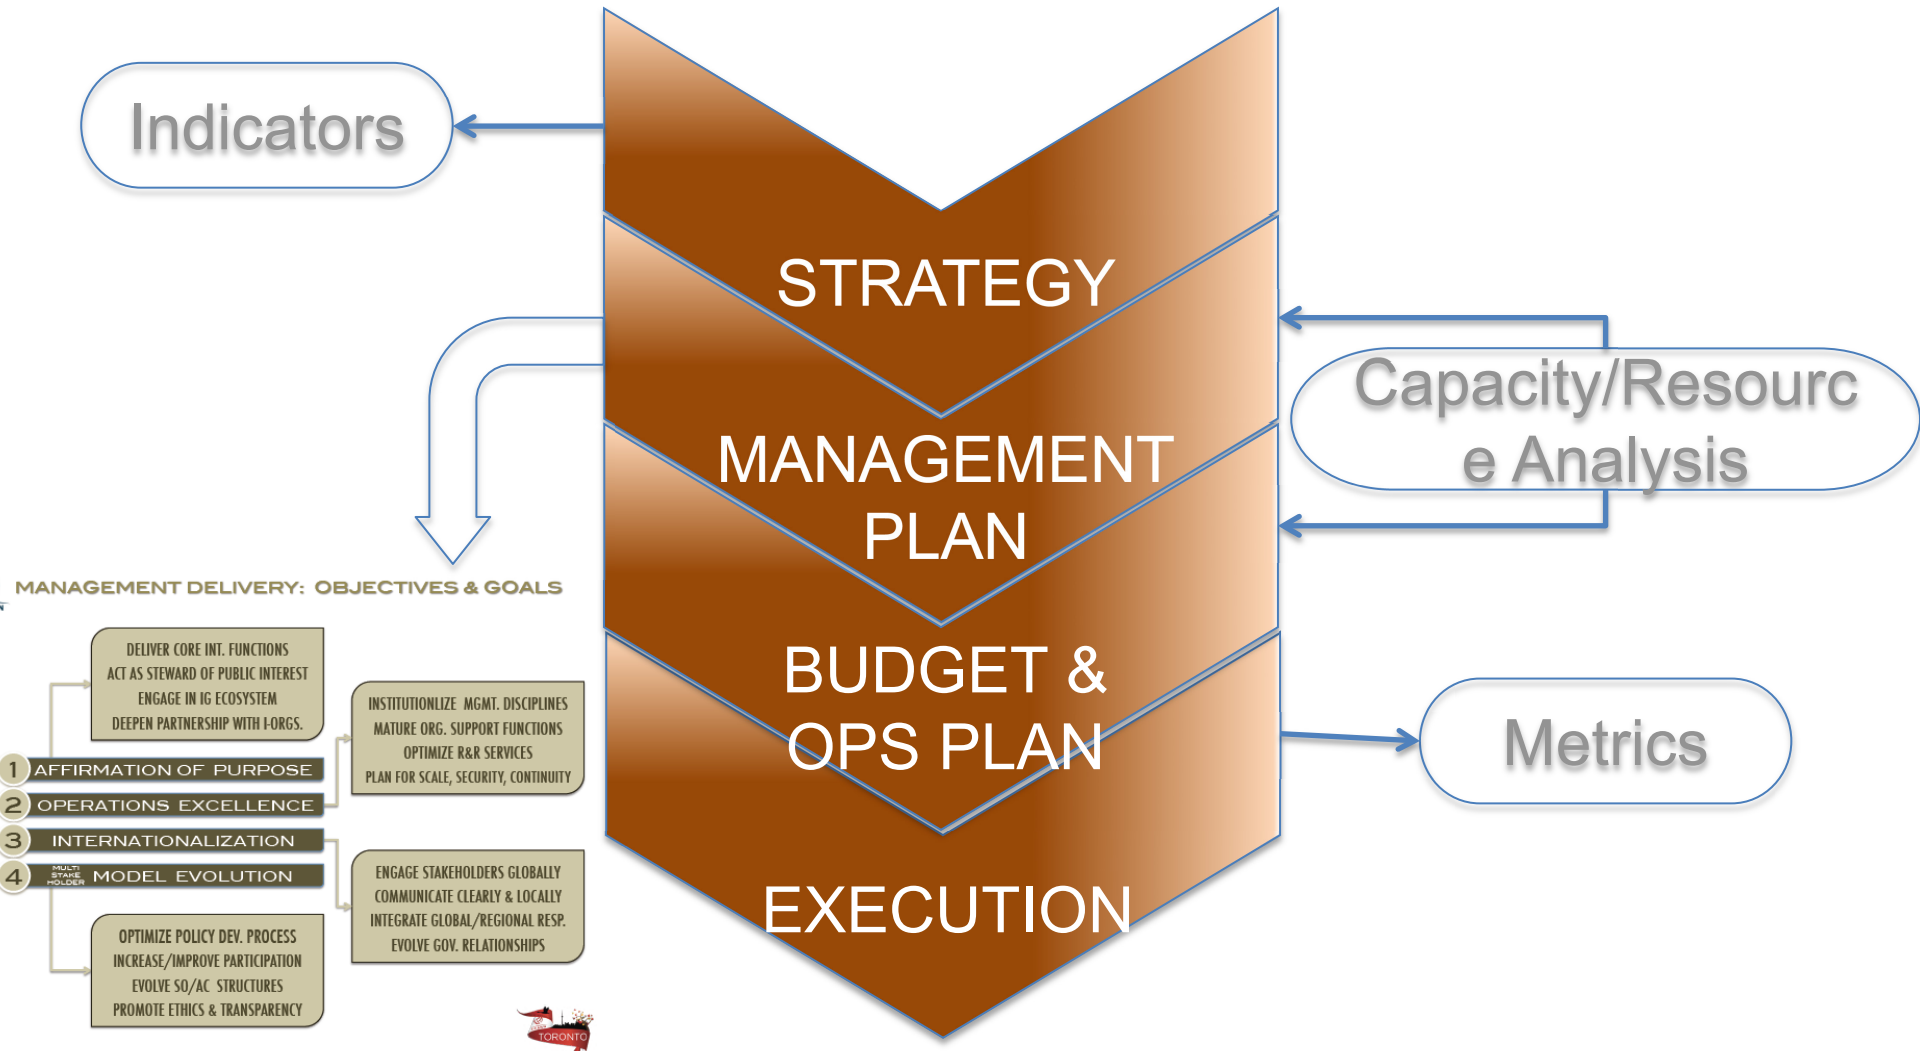 Indicators
STRATEGY
Capacity/Resourc
e Analysis
MANAGEMENT
PLAN
BUDGET &
OPS PLAN
Metrics
EXECUTION
MANAGEMENT DELIVERY: OBJECTIVES & GOALS
DELIVER CORE INT. FUNCTIONS
ACT AS STEWARD OF PUBLIC INTEREST
ENGAGE IN IG ECOSYSTEM
DEEPEN PARTNERSHIP WITH I-ORGS.
INSTITUTIONLIZE MGMT. DISCIPLINES
MATURE ORG. SUPPORT FUNCTIONS
OPTIMIZE R&R SERVICES
PLAN FOR SCALE, SECURITY, CONTINUITY
1 AFFIRMATION OF PURPOSE
2 OPERATIONS EXCELLENCE
3 INTERNATIONALIZATION
4 MULTI STAKE HOLDER MODEL EVOLUTION
ENGAGE STAKEHOLDERS GLOBALLY
COMMUNICATE CLEARLY & LOCALLY
INTEGRATE GLOBAL/REGIONAL RESP.
EVOLVE GOV. RELATIONSHIPS
OPTIMIZE POLICY DEV. PROCESS
INCREASE/IMPROVE PARTICIPATION
EVOLVE SO/AC STRUCTURES
PROMOTE ETHICS & TRANSPARENCY
TORONTO